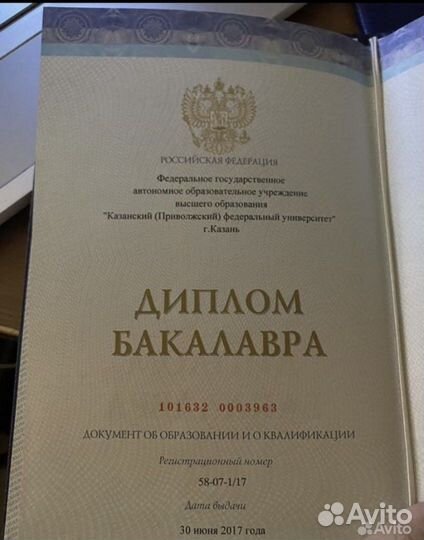 РОССИЙСКАЯ ФЕДЕРАЦИЯ
Федеральное государственное
автономное образовательное учреждение
высшего образования
"Казанский (Приволжский) федеральный университет"
г.Казань
ДИПЛОМ
БАКАЛАВРА
101632 0003963
ДОКУМЕНТ ОБ ОБРАЗОВАНИИ И О КВАЛИФИКАЦИИ
Регистрационный номер
58-07-1/17
Дата выдачи
30 июня 2017 года
Avito
Avito